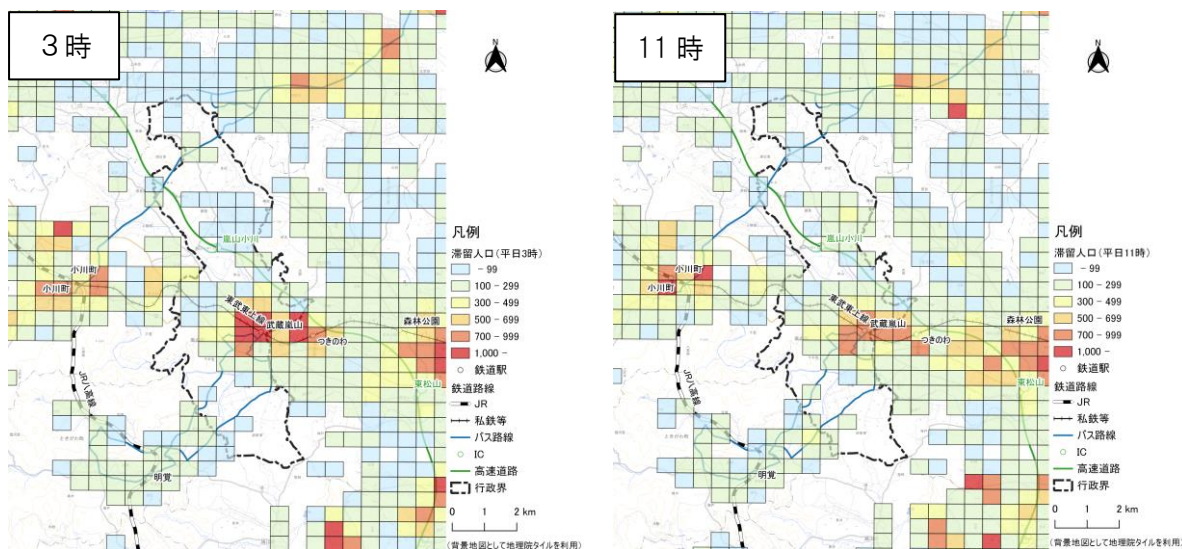 3時
N
嵐山小川
小川町
小川町
東武東上線
武蔵嵐山
つきのわ
森林公園
東松山
JR八高線
明覚
凡例
滞留人口(平日3時)
- 99
100 - 299
300 - 499
500 - 699
700 - 999
1,000 -
鉄道駅
鉄道路線
JR
私鉄等
バス路線
IC
高速道路
行政界
0 1 2 km
(背景地図として地理院タイルを利用)
11時
N
嵐山小川
小川町
小川町
東武東上線
武蔵嵐山
つきのわ
森林公園
東松山
JR八高線
明覚
凡例
滞留人口(平日11時)
- 99
100 - 299
300 - 499
500 - 699
700 - 999
1,000 -
鉄道駅
鉄道路線
JR
私鉄等
バス路線
IC
高速道路
行政界
0 1 2 km
(背景地図として地理院タイルを利用)